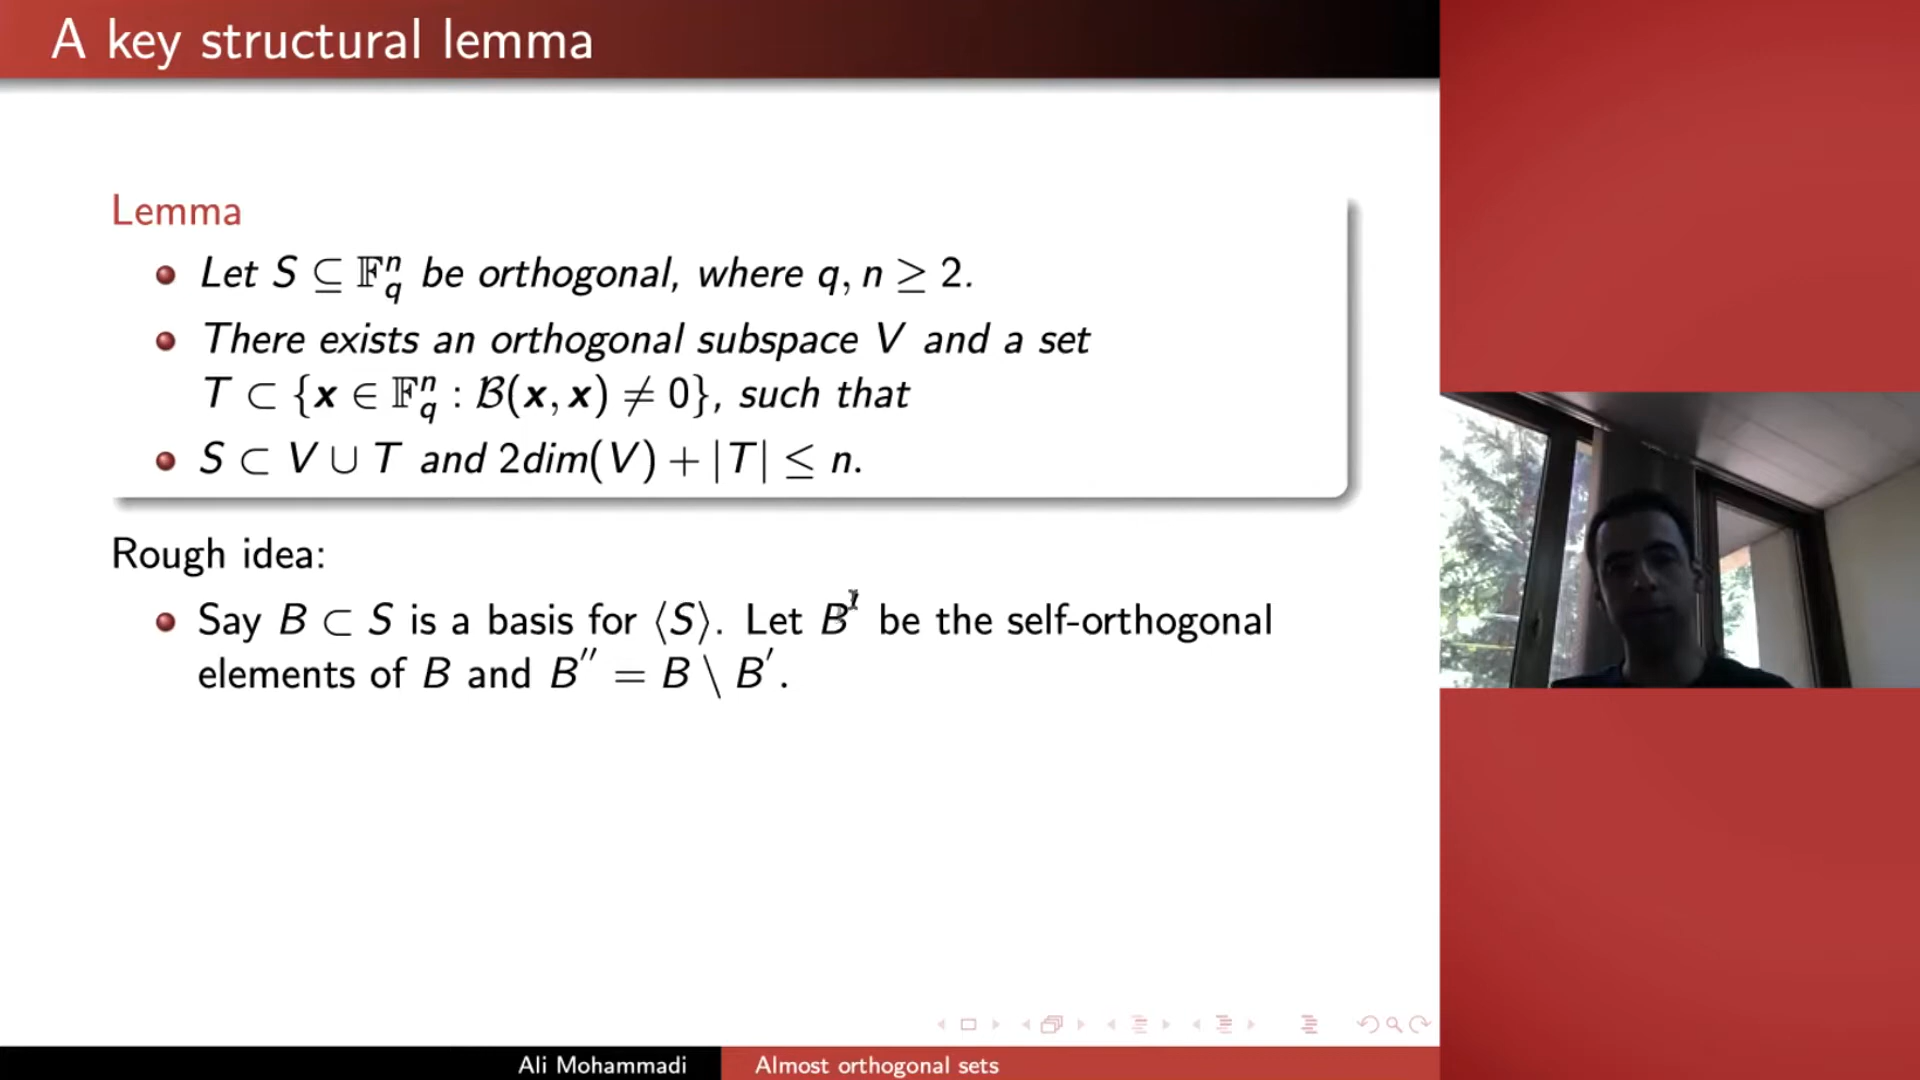 A key structural lemma
Lemma
Let S ⊆ 𝔽ⁿ_q be orthogonal, where q, n ≥ 2.
There exists an orthogonal subspace V and a set
T ⊂ {x ∈ 𝔽ⁿ_q : ℬ(x, x) ≠ 0}, such that
S ⊂ V ∪ T and 2dim(V) + |T| ≤ n.
Rough idea:
Say B ⊂ S is a basis for ⟨S⟩. Let B′ be the self-orthogonal
elements of B and B″ = B \ B′.
Ali Mohammadi
Almost orthogonal sets